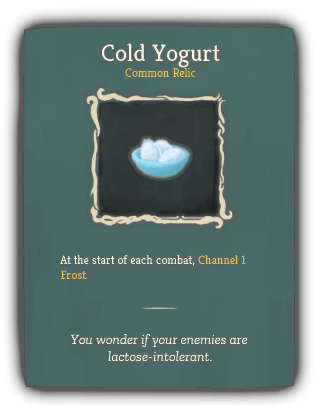 Cold Yogurt
Common Relic
At the start of each combat, Channel 1
Frost.
You wonder if your enemies are
lactose-intolerant.